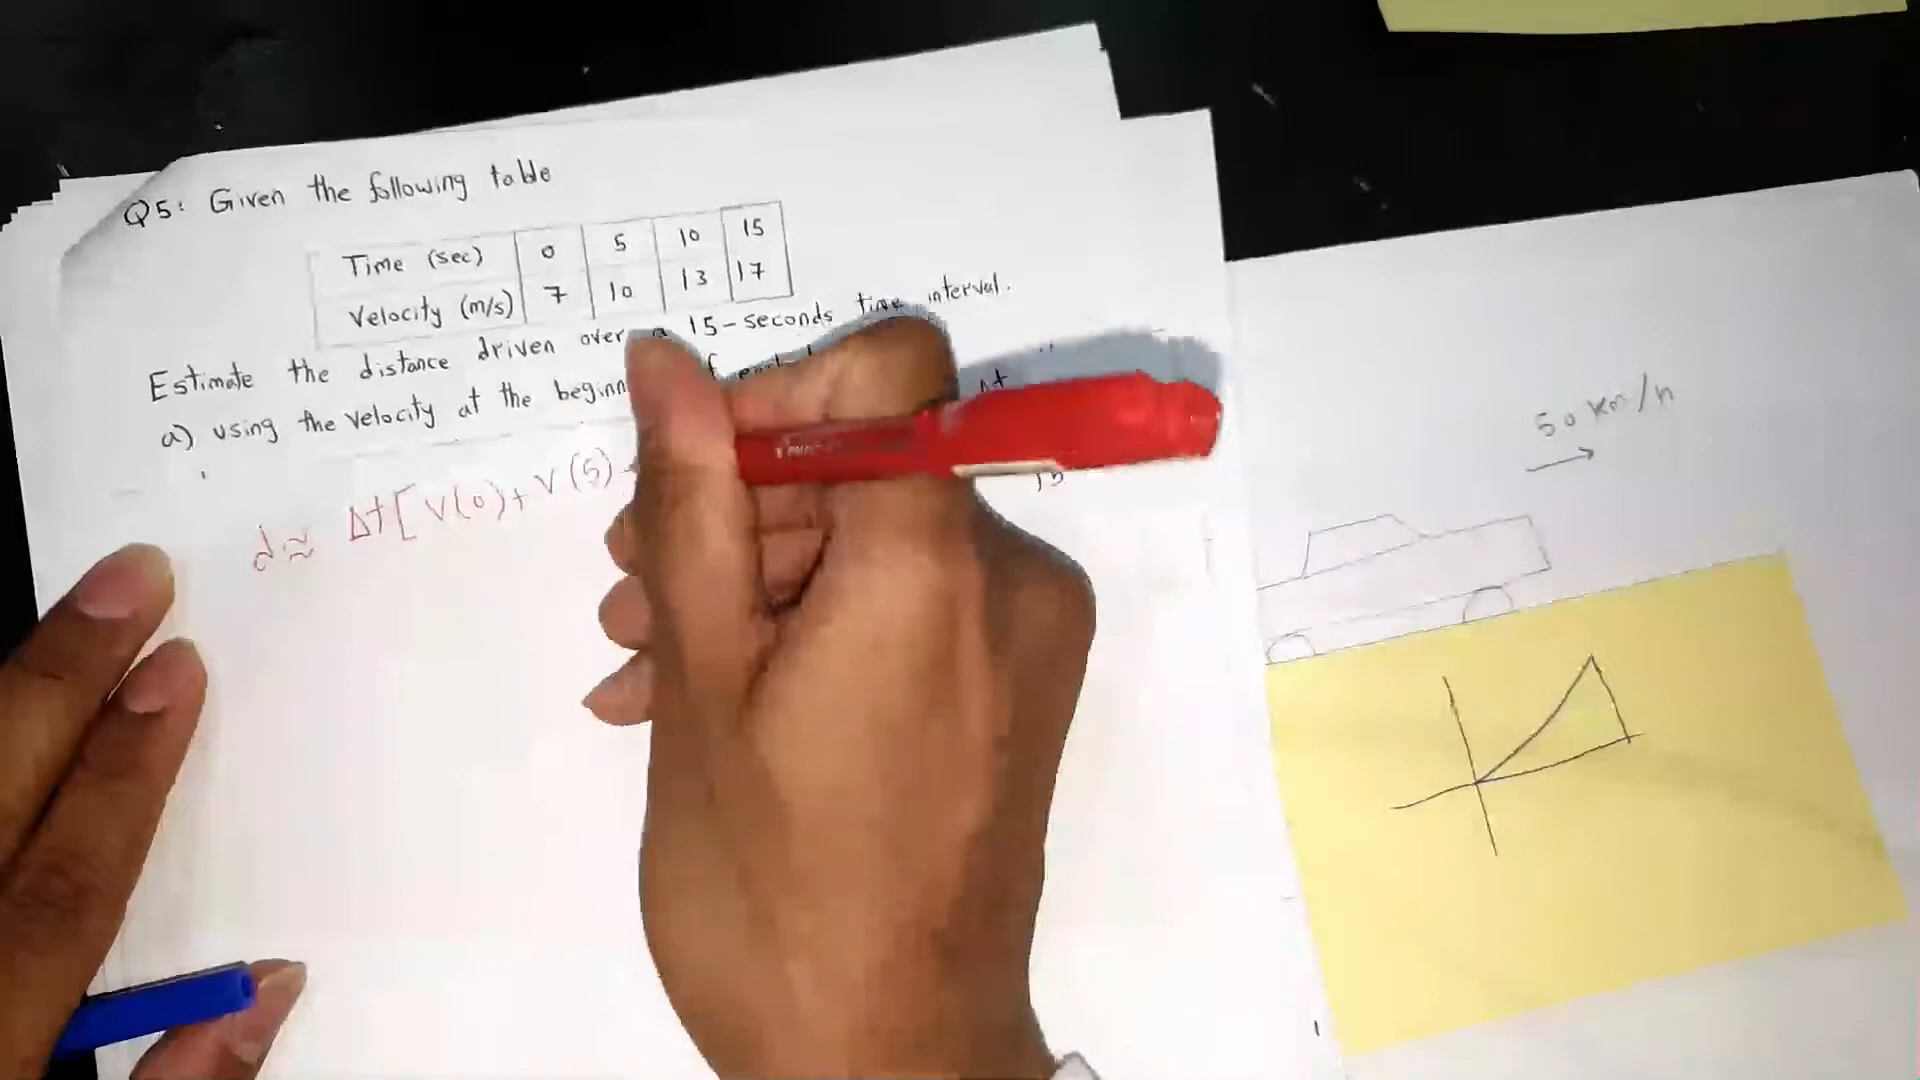 Q5: Given the following table
Time (sec) 0 5 10 15
Velocity (m/s) 7 10 13 17
Estimate the distance driven over a 15-seconds time interval.
a) using the velocity at the beginn
d ≈ Δt [ V(0) + V(5)
50 km/h